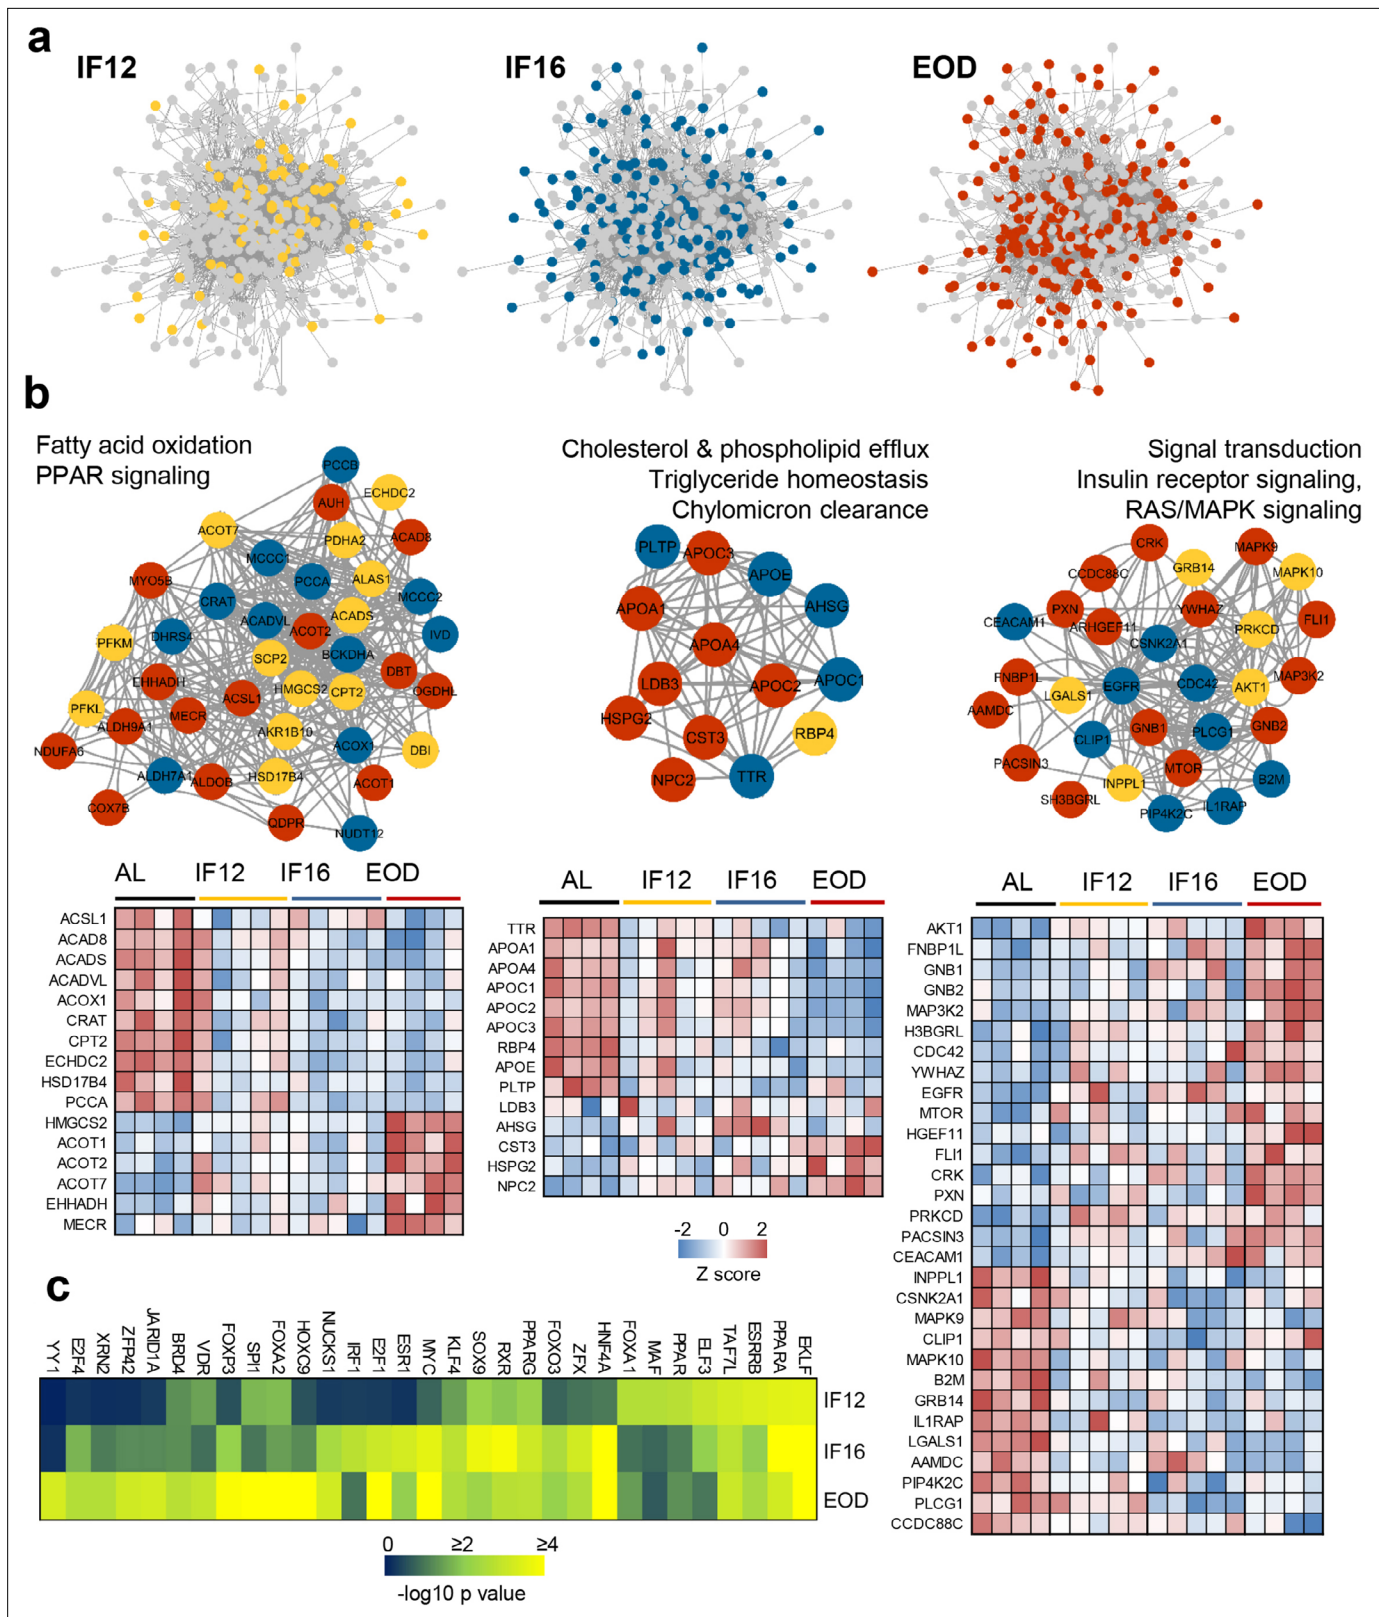 a
IF12
IF16
EOD
b
Fatty acid oxidation
PPAR signaling
Cholesterol & phospholipid efflux
Triglyceride homeostasis
Chylomicron clearance
Signal transduction
Insulin receptor signaling,
RAS/MAPK signaling
PCCB
ECHDC2
AUH
ACOT7
PDHA2
ACAD8
MCCC1
MYO5B
PCCA
ALAS1
MCCC2
CRAT
ACADVL
ACADS
ACOT2
IVD
PFKM
DHRS4
SCP2
BCKDHA
DBT
EHHADH
HMGCS2
CPT2
OGDHL
ACSL1
PFKL
MECR
ALDH9A1
AKR1B10
ACOX1
DBI
NDUFA6
ALDH7A1
ALDOB
HSD17B4
ACOT1
COX7B
QDPR
NUDT12
PLTP
APOC3
APOE
APOA1
AHSG
APOA4
LDB3
APOC2
APOC1
HSPG2
CST3
RBP4
NPC2
TTR
CRK
MAPK9
CCDC88C
GRB14
MAPK10
PXN
YWHAZ
CEACAM1
ARHGEF11
CSNK2A1
PRKCD
FLI1
FNBP1L
LGALS1
EGFR
CDC42
AKT1
MAP3K2
AAMDC
CLIP1
GNB1
PLCG1
GNB2
PACSIN3
INPPL1
MTOR
B2M
SH3BGRL
PIP4K2C
IL1RAP
AL
IF12
IF16
EOD
ACSL1
ACAD8
ACADS
ACADVL
ACOX1
CRAT
CPT2
ECHDC2
HSD17B4
PCCA
HMGCS2
ACOT1
ACOT2
ACOT7
EHHADH
MECR
AL
IF12
IF16
EOD
TTR
APOA1
APOA4
APOC1
APOC2
APOC3
RBP4
APOE
PLTP
LDB3
AHSG
CST3
HSPG2
NPC2
-2 0 2
Z score
AL
IF12
IF16
EOD
AKT1
FNBP1L
GNB1
GNB2
MAP3K2
H3BGRL
CDC42
YWHAZ
EGFR
MTOR
HGEF11
FLI1
CRK
PXN
PRKCD
PACSIN3
CEACAM1
INPPL1
CSNK2A1
MAPK9
CLIP1
MAPK10
B2M
GRB14
IL1RAP
LGALS1
AAMDC
PIP4K2C
PLCG1
CCDC88C
c
YY1
E2F4
XRN2
ZFP42
JARID1A
BRD4
VDR
FOXP3
SPI1
FOXA2
HOXC9
NUCKS1
IRF1
E2F1
ESR1
MYC
KLF4
SOX9
RXR
PPARG
FOXO3
ZFX
HNF4A
FOXA1
MAF
PPAR
ELF3
TAF7L
ESRRB
PPARA
EKLF
IF12
IF16
EOD
0 ≥2 ≥4
-log10 p value